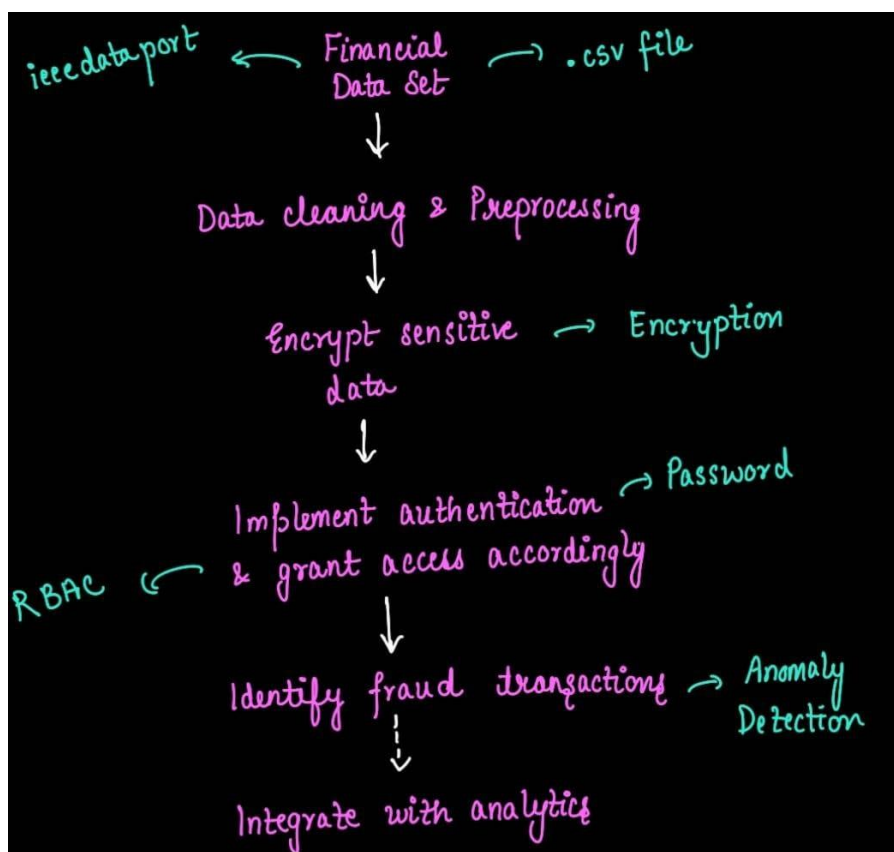 ieeedataport
Financial
Data Set
.csv file
Data cleaning & Preprocessing
Encrypt sensitive
data
Encryption
Implement authentication
& grant access accordingly
Password
RBAC
Identify fraud transactions
Anomaly
Detection
Integrate with analytics